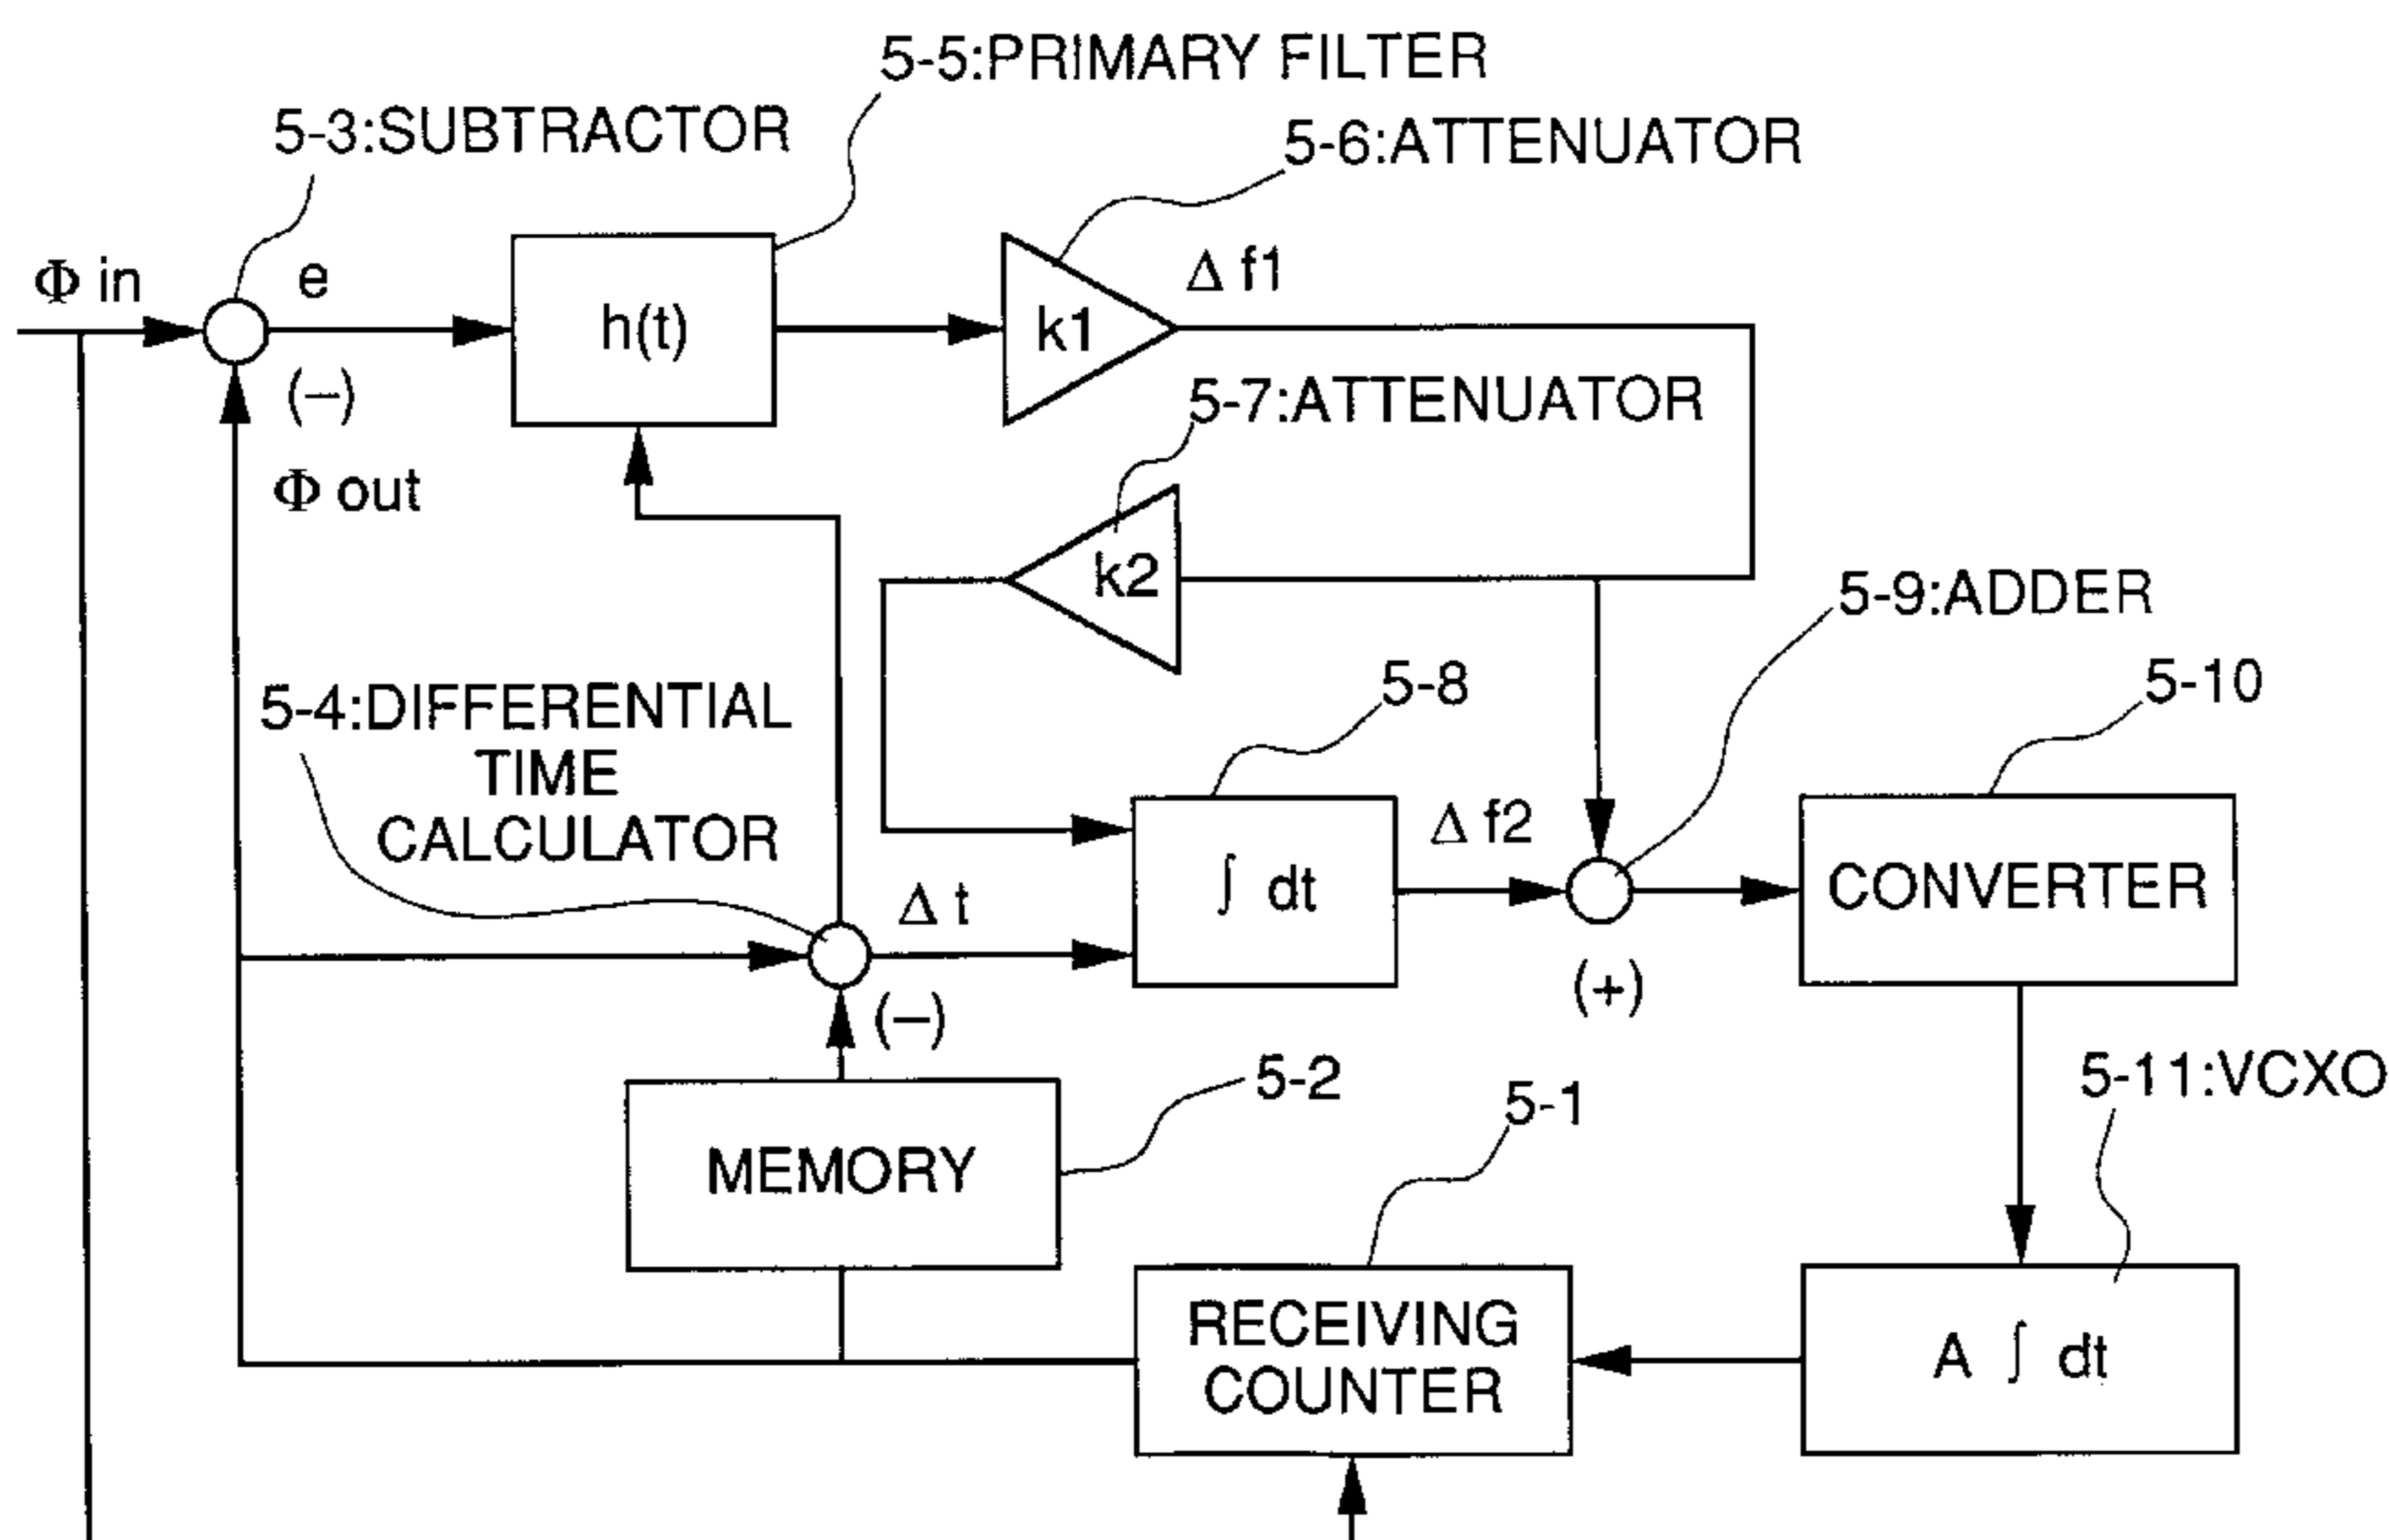 5-5:PRIMARY FILTER
5-3:SUBTRACTOR
5-6:ATTENUATOR
Φ in
e
h(t)
k1
Δ f1
(−)
5-7:ATTENUATOR
Φ out
k2
5-9:ADDER
5-8
5-10
5-4:DIFFERENTIAL
TIME
CALCULATOR
Δ f2
∫ dt
CONVERTER
Δ t
(−)
(+)
5-2
5-1
5-11:VCXO
MEMORY
RECEIVING
COUNTER
A ∫ dt